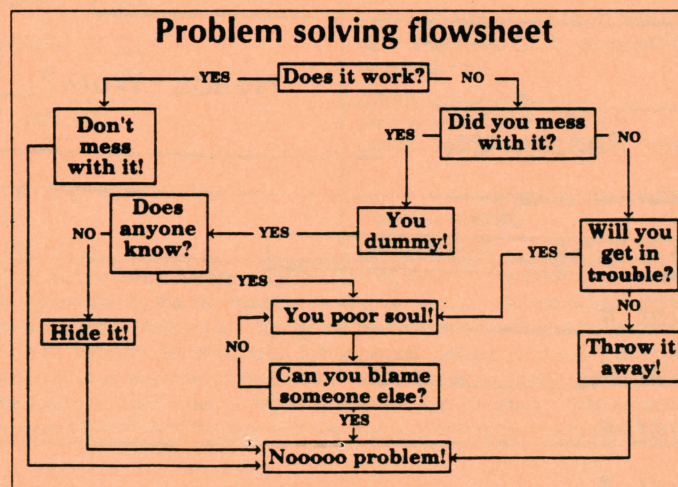 Problem solving flowsheet
YES
Does it work?
NO
Don't
mess
with it!
YES
Did you mess
with it?
NO
Does
anyone
know?
NO
YES
You
dummy!
YES
Will you
get in
trouble?
YES
You poor soul!
NO
Hide it!
NO
Throw it
away!
Can you blame
someone else?
YES
Nooooo problem!